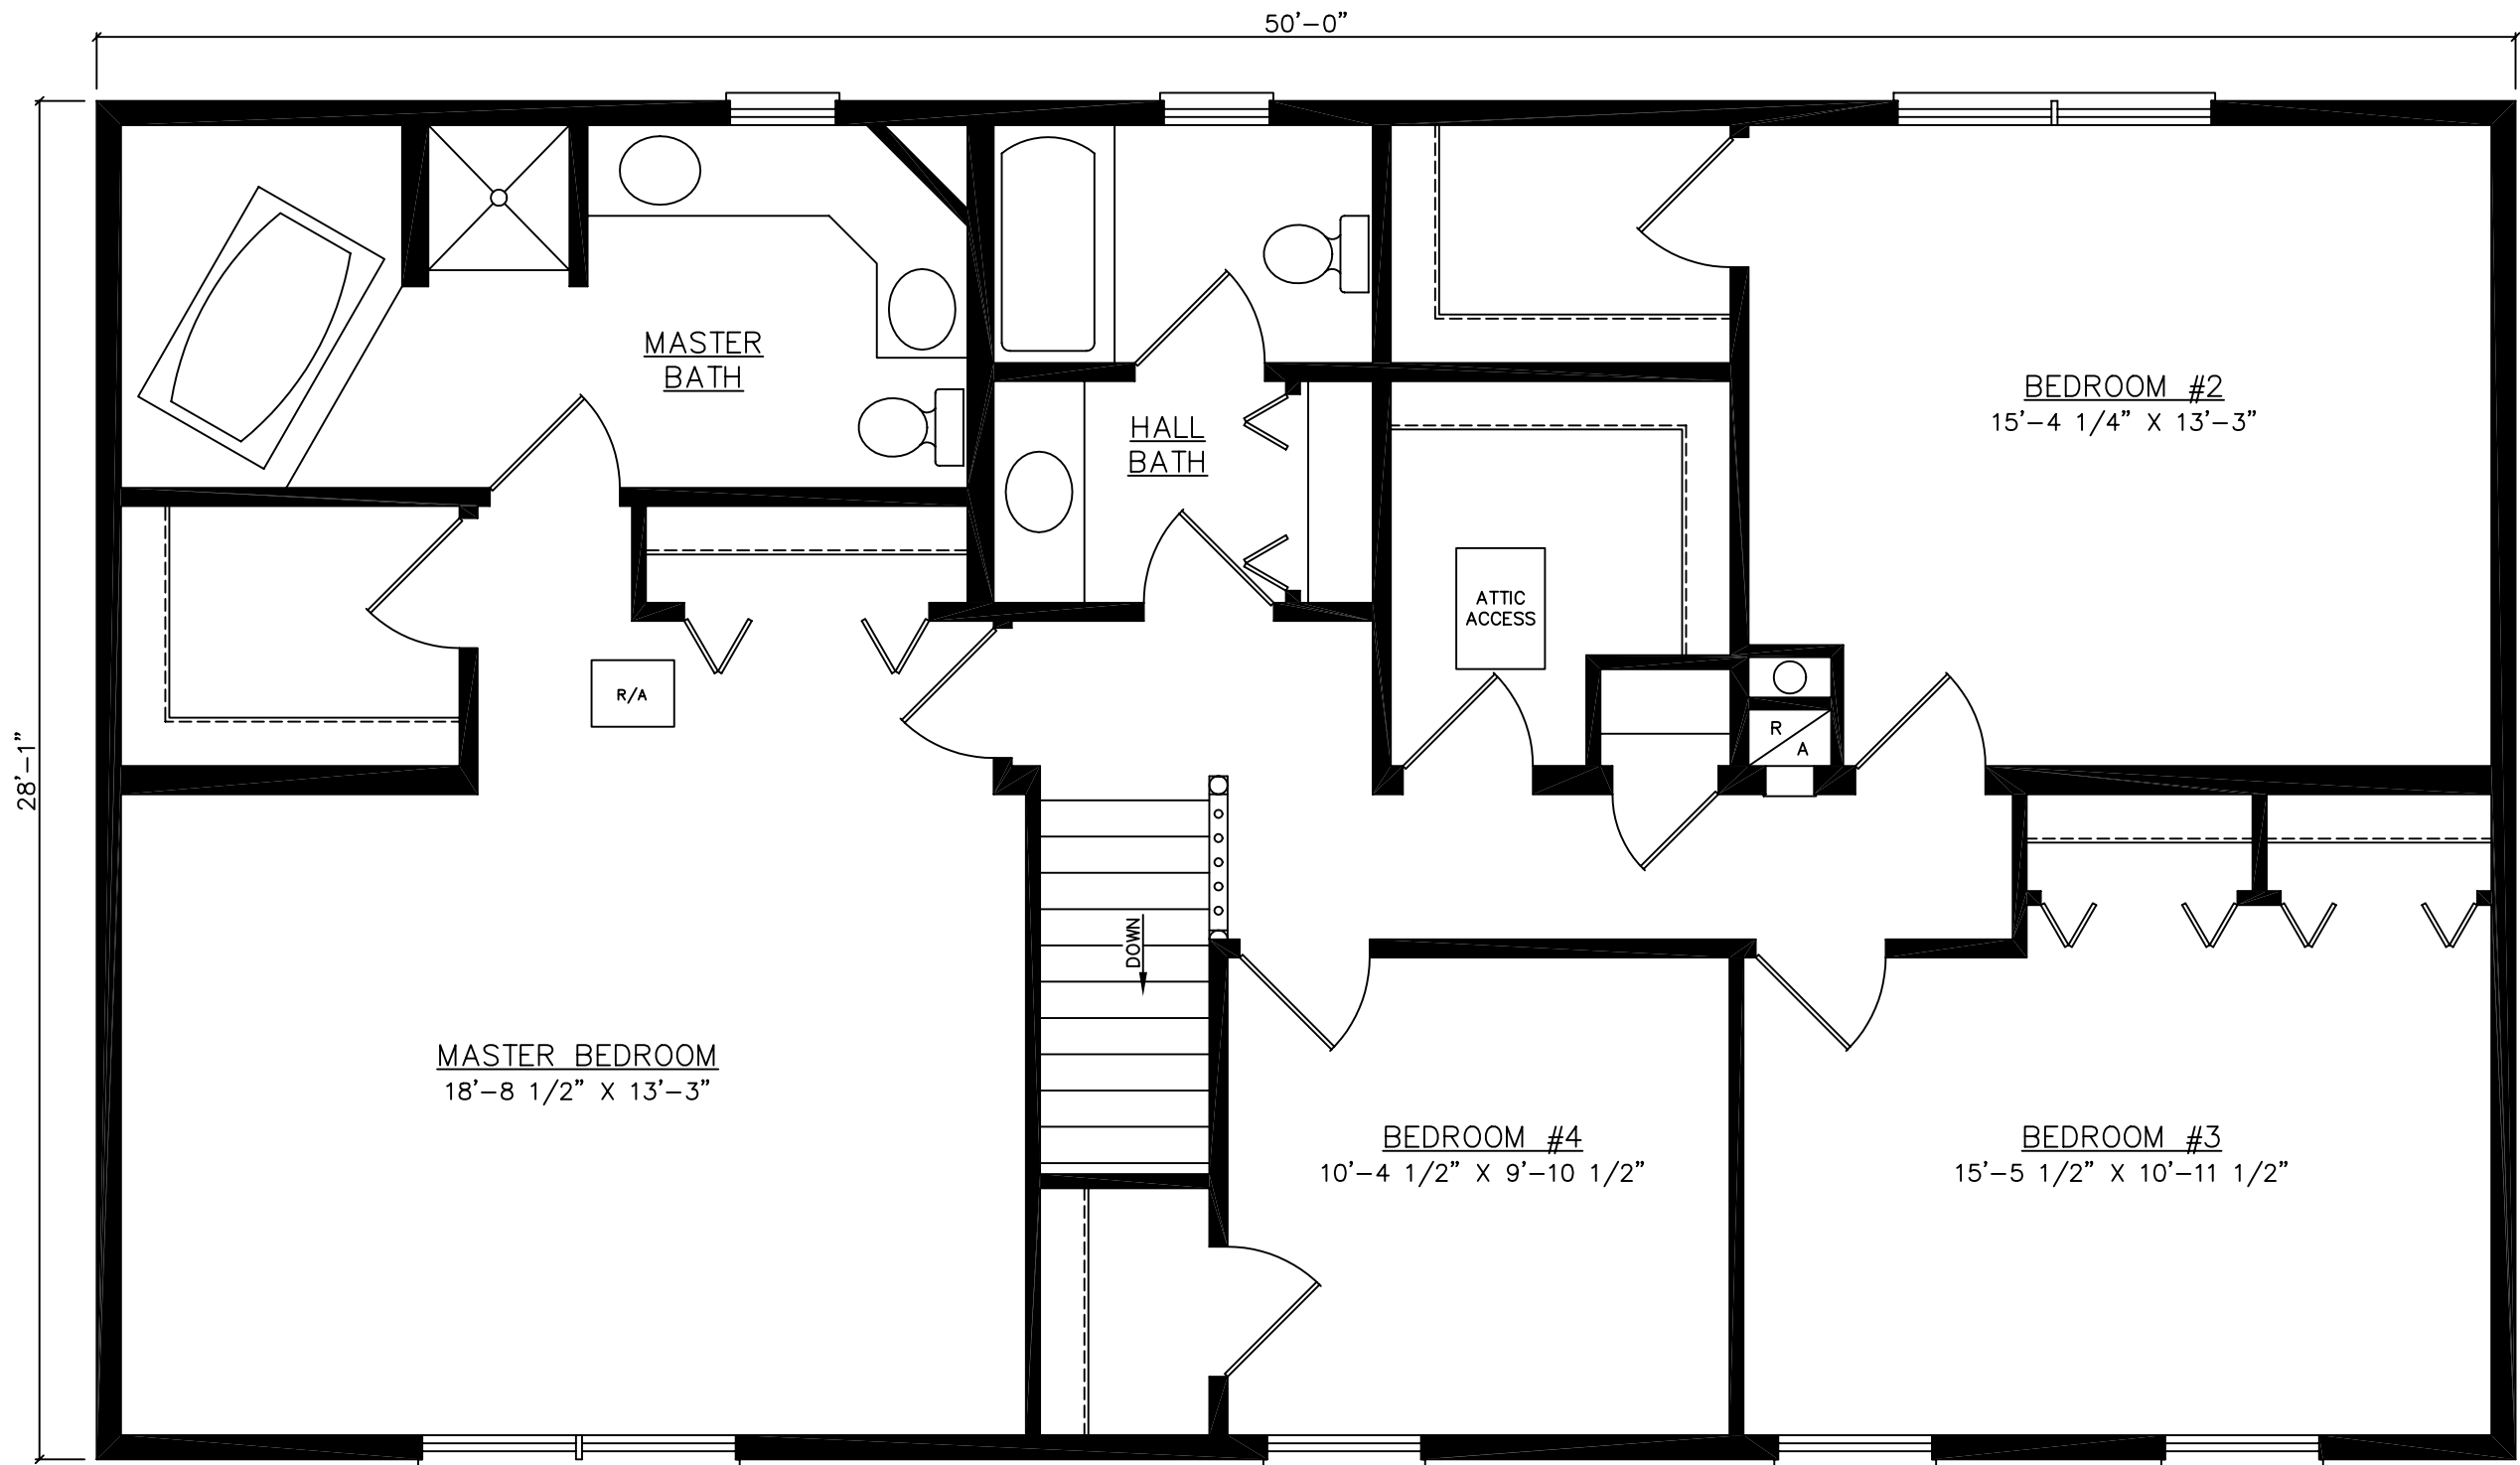 50'-0"
28'-1"
MASTER
BATH
HALL
BATH
BEDROOM #2
15'-4 1/4" X 13'-3"
ATTIC
ACCESS
R/A
R
A
DOWN
MASTER BEDROOM
18'-8 1/2" X 13'-3"
BEDROOM #4
10'-4 1/2" X 9'-10 1/2"
BEDROOM #3
15'-5 1/2" X 10'-11 1/2"